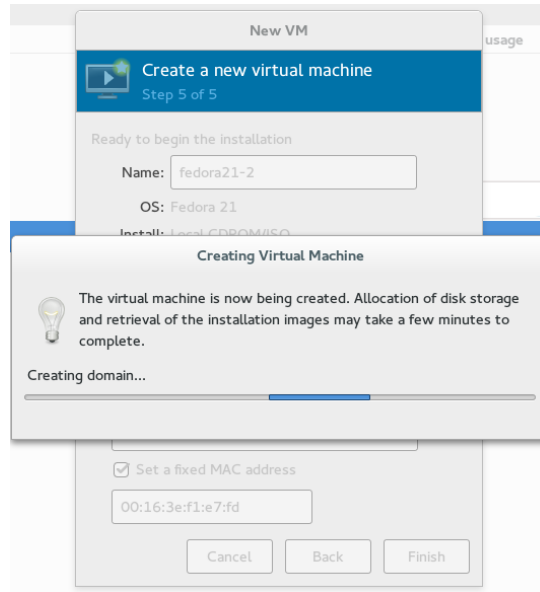 New VM
usage
Create a new virtual machine
Step 5 of 5
Ready to begin the installation
Name: fedora21-2
OS: Fedora 21
Install: Local CDROM/ISO
Creating Virtual Machine
The virtual machine is now being created. Allocation of disk storage
and retrieval of the installation images may take a few minutes to
complete.
Creating domain...
Set a fixed MAC address
00:16:3e:f1:e7:fd
Cancel Back Finish